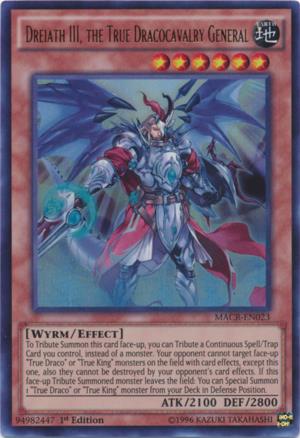 DREIATH III, THE TRUE DRACOCAVALRY GENERAL
EARTH
地
MACR-EN023
[WYRM/EFFECT]
To Tribute Summon this card face-up, you can Tribute a Continuous Spell/Trap
Card you control, instead of a monster. Your opponent cannot target face-up
"True Draco" or "True King" monsters on the field with card effects, except this
one, also they cannot be destroyed by your opponent's card effects. If this
face-up Tribute Summoned monster leaves the field: You can Special Summon
1 "True Draco" or "True King" monster from your Deck in Defense Position.
ATK/2100 DEF/2800
94982447 1st Edition
©1996 KAZUKI TAKAHASHI